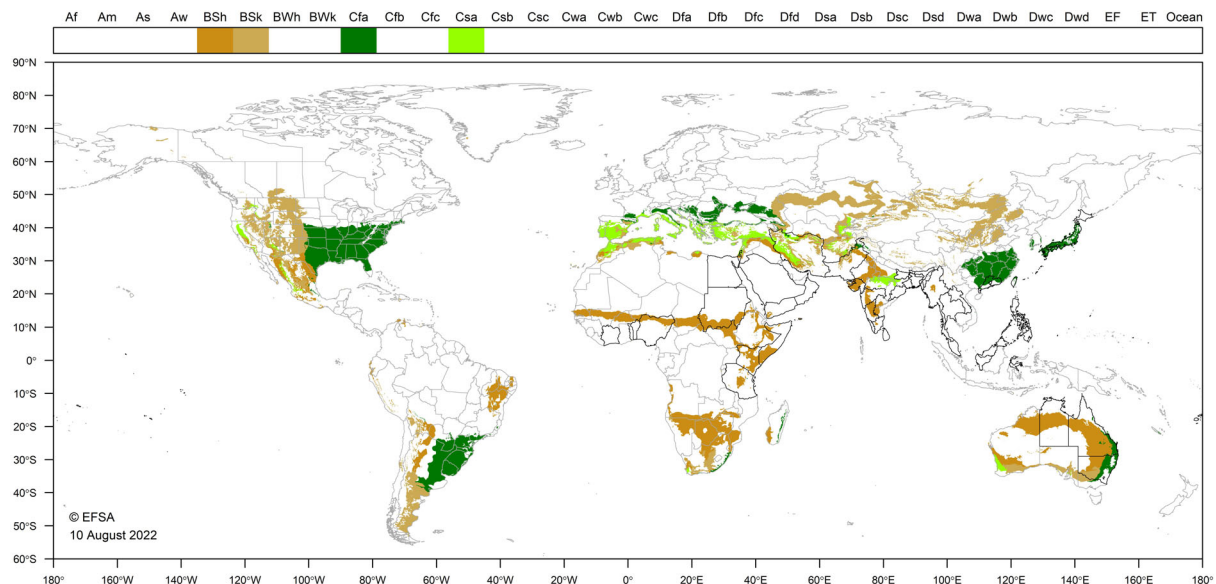 Af Am As Aw BSh BSk BWh BWk Cfa Cfb Cfc Csa Csb Csc Cwa Cwb Cwc Dfa Dfb Dfc Dfd Dsa Dsb Dsc Dsd Dwa Dwb Dwc Dwd EF ET Ocean
90°N
80°N
70°N
60°N
50°N
40°N
30°N
20°N
10°N
0°
10°S
20°S
30°S
40°S
50°S
60°S
© EFSA
10 August 2022
180° 160°W 140°W 120°W 100°W 80°W 60°W 40°W 20°W 0° 20°E 40°E 60°E 80°E 100°E 120°E 140°E 160°E 180°